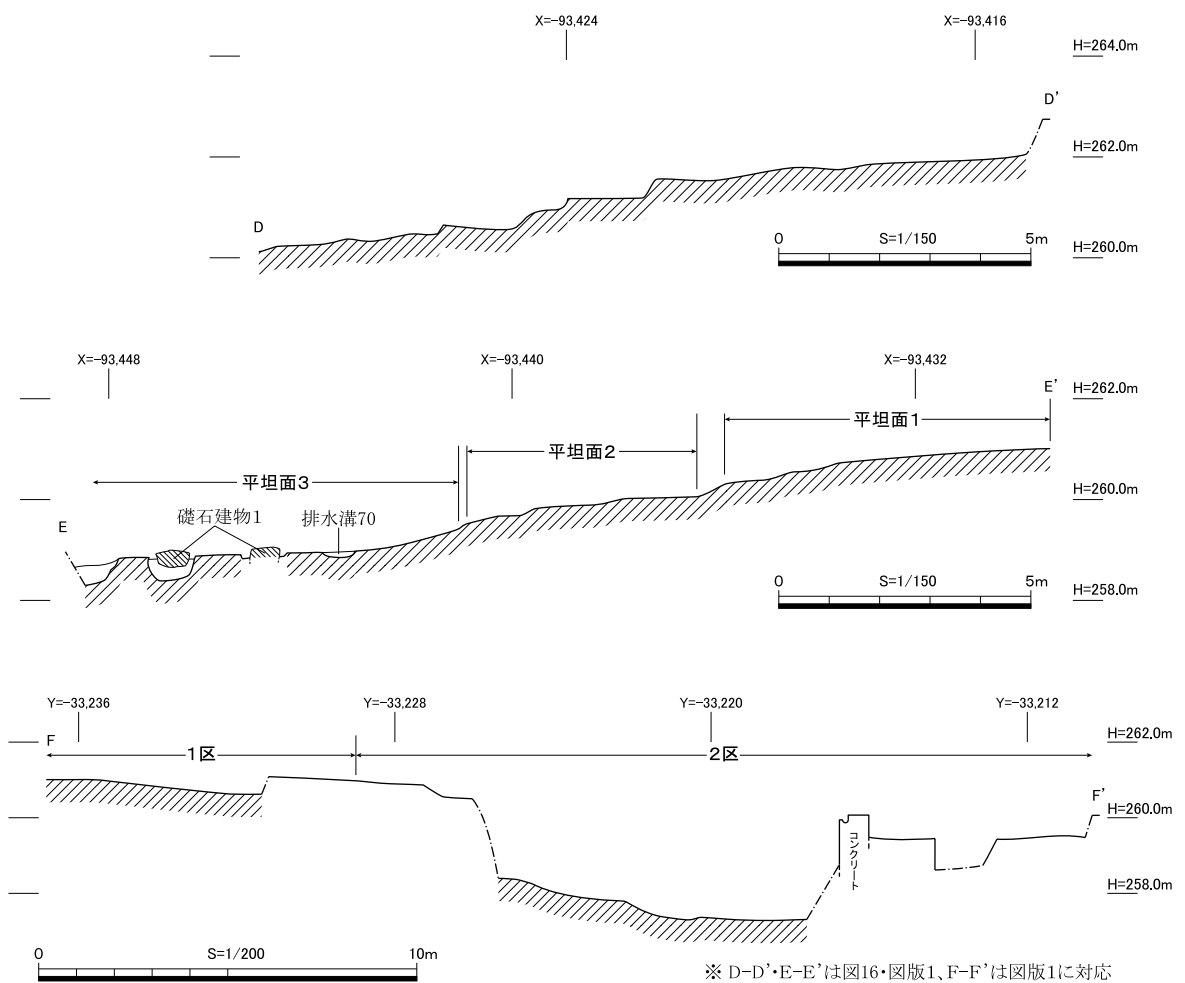 X=-93,424
X=-93,416
H=264.0m
D'
H=262.0m
D
0 S=1/150 5m
H=260.0m
X=-93,448
X=-93,440
X=-93,432
E'
H=262.0m
平坦面1
平坦面2
平坦面3
H=260.0m
礎石建物1
排水溝70
E
0 S=1/150 5m
H=258.0m
Y=-33,236
Y=-33,228
Y=-33,220
Y=-33,212
F
H=262.0m
1区
2区
F'
H=260.0m
コンクリート
H=258.0m
0 S=1/200 10m
※ D-D'・E-E'は図16・図版1、F-F'は図版1に対応